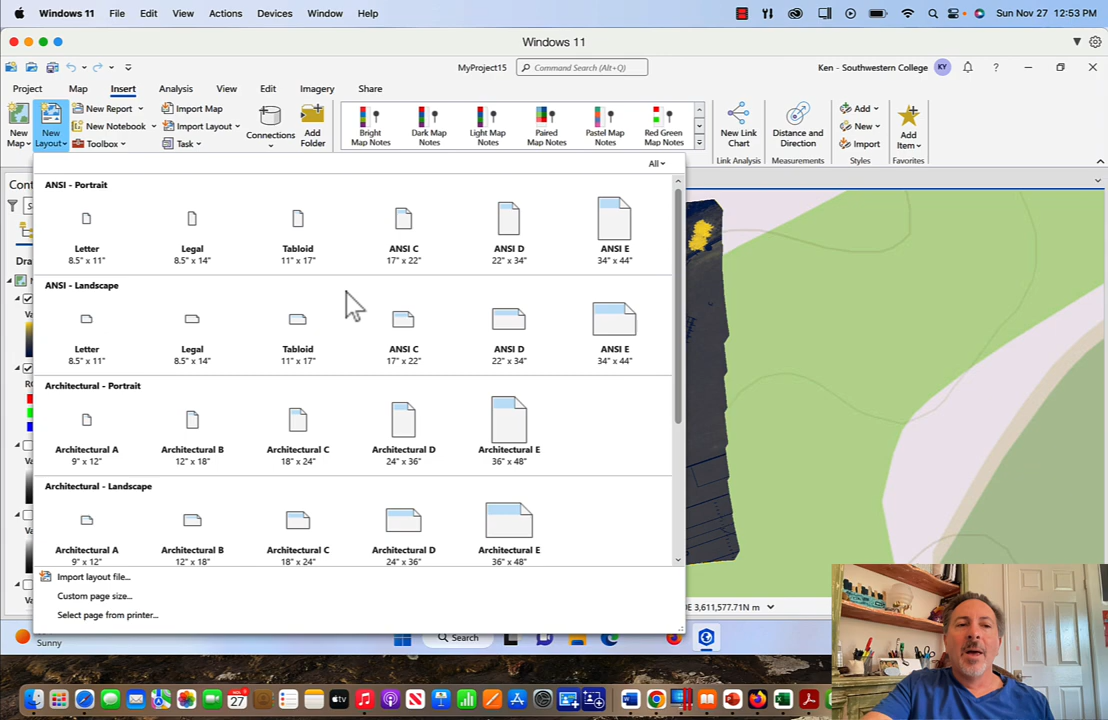 Windows 11 File Edit View Actions Devices Window Help Sun Nov 27 12:53 PM
Windows 11
MyProject15 Command Search (Alt+Q) Ken - Southwestern College KY ?
Project Map Insert Analysis View Edit Imagery Share
New Map New Layout New Report New Notebook Toolbox Import Map Import Layout Task Connections Add Folder
Bright Map Notes Dark Map Notes Light Map Notes Paired Map Notes Pastel Map Notes Red Green Map Notes
New Link Chart Distance and Direction Add New Import Add Item
Link Analysis Measurements Styles Favorites
All
ANSI - Portrait
Letter Legal Tabloid ANSI C ANSI D ANSI E
8.5" x 11" 8.5" x 14" 11" x 17" 17" x 22" 22" x 34" 34" x 44"
ANSI - Landscape
Letter Legal Tabloid ANSI C ANSI D ANSI E
8.5" x 11" 8.5" x 14" 11" x 17" 17" x 22" 22" x 34" 34" x 44"
Architectural - Portrait
Architectural A Architectural B Architectural C Architectural D Architectural E
9" x 12" 12" x 18" 18" x 24" 24" x 36" 36" x 48"
Architectural - Landscape
Architectural A Architectural B Architectural C Architectural D Architectural E
9" x 12" 12" x 18" 18" x 24" 24" x 36" 36" x 48"
Import layout file...
Custom page size...
Select page from printer...
3,611,577.71N m
Sunny
Search
NOV
27